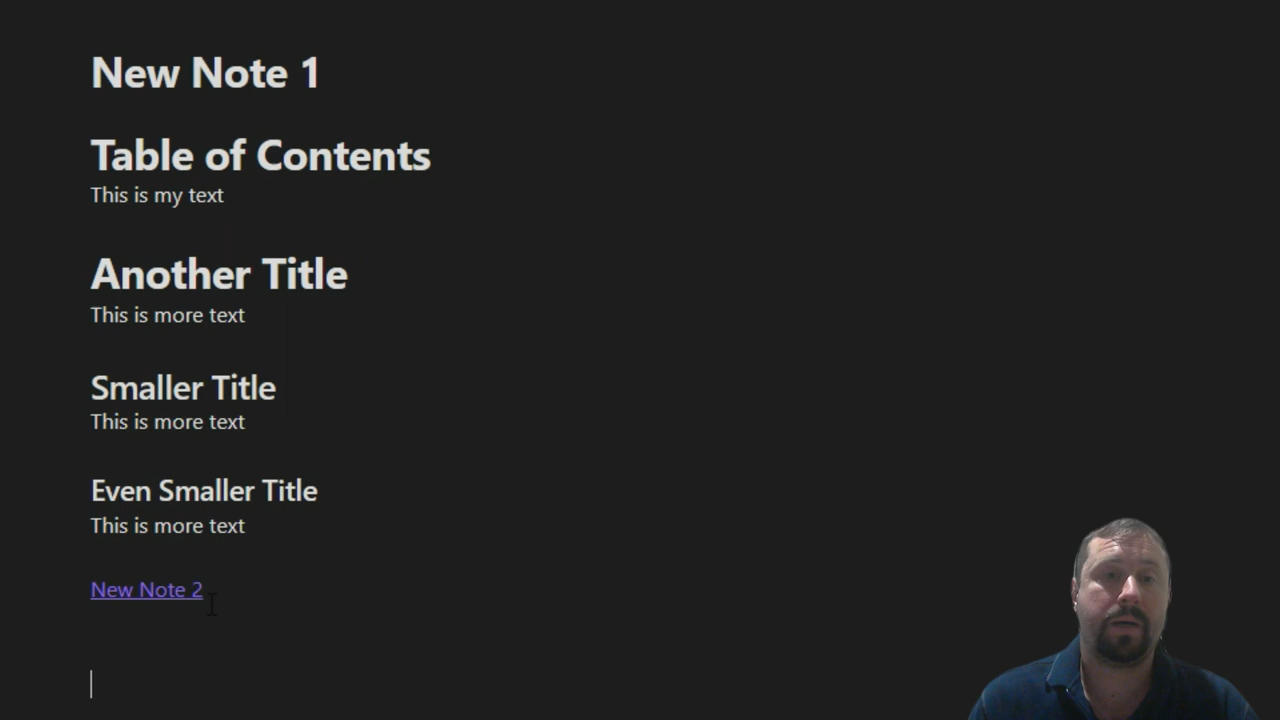 New Note 1
Table of Contents
This is my text
Another Title
This is more text
Smaller Title
This is more text
Even Smaller Title
This is more text
New Note 2